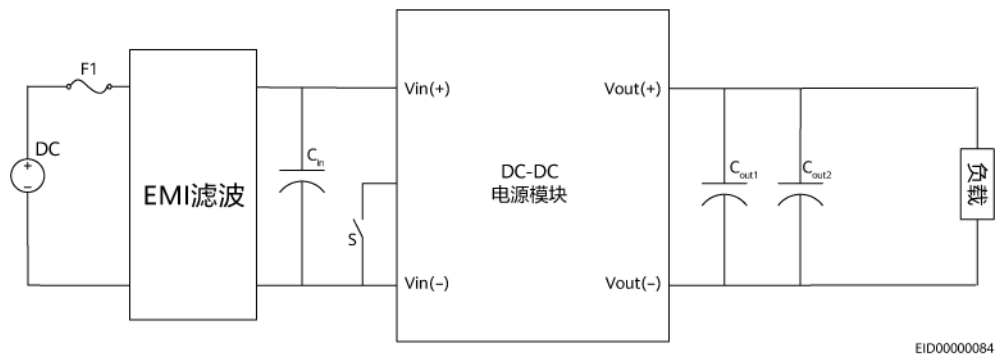 F1
DC
+
−
EMI滤波
Cin
S
Vin(+)
Vout(+)
DC-DC
电源模块
Vin(−)
Vout(−)
Cout1
Cout2
负载
EID00000084